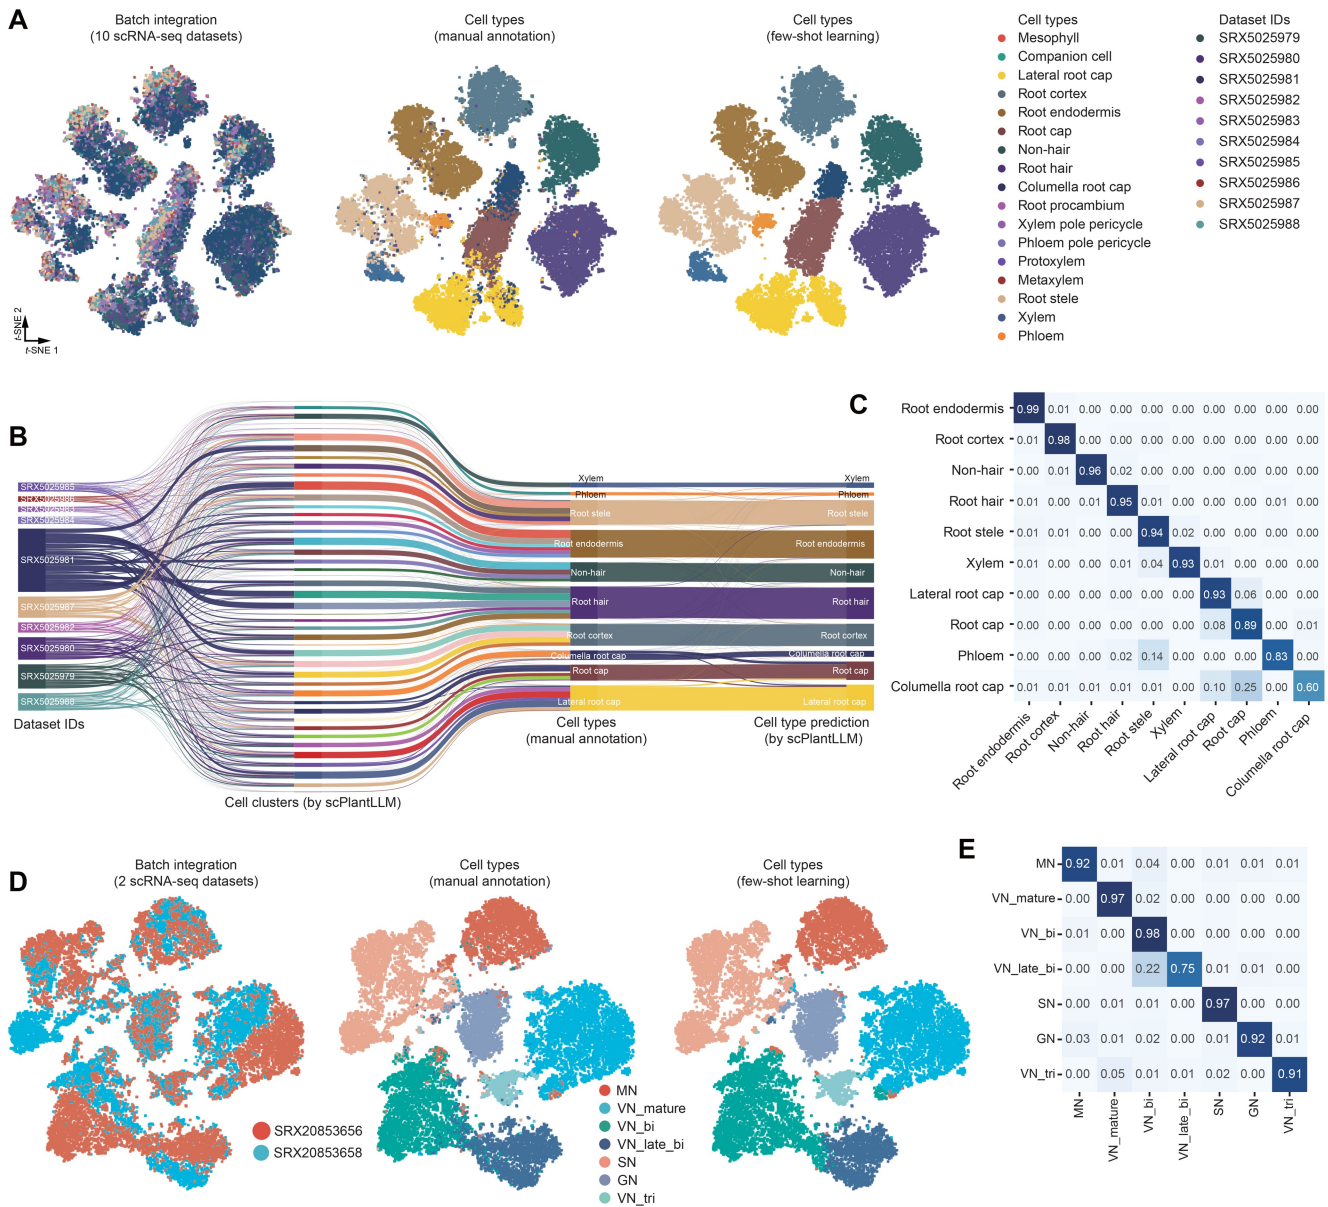 A
Batch integration
(10 scRNA-seq datasets)
Cell types
(manual annotation)
Cell types
(few-shot learning)
t-SNE 2
t-SNE 1
Cell types
Mesophyll
Companion cell
Lateral root cap
Root cortex
Root endodermis
Root cap
Non-hair
Root hair
Columella root cap
Root procambium
Xylem pole pericycle
Phloem pole pericycle
Protoxylem
Metaxylem
Root stele
Xylem
Phloem
Dataset IDs
SRX5025979
SRX5025980
SRX5025981
SRX5025982
SRX5025983
SRX5025984
SRX5025985
SRX5025986
SRX5025987
SRX5025988
B
SRX5025985
SRX5025986
SRX5025983
SRX5025984
SRX5025981
SRX5025987
SRX5025982
SRX5025980
SRX5025979
SRX5025988
Dataset IDs
Cell clusters (by scPlantLLM)
Xylem
Phloem
Root stele
Root endodermis
Non-hair
Root hair
Root cortex
Columella root cap
Root cap
Lateral root cap
Cell types
(manual annotation)
Xylem
Phloem
Root stele
Root endodermis
Non-hair
Root hair
Root cortex
Columella root cap
Root cap
Lateral root cap
Cell type prediction
(by scPlantLLM)
C
Root endodermis 0.99 0.01 0.00 0.00 0.00 0.00 0.00 0.00 0.00 0.00
Root cortex 0.01 0.98 0.00 0.00 0.00 0.00 0.00 0.00 0.00 0.00
Non-hair 0.00 0.01 0.96 0.02 0.00 0.00 0.00 0.00 0.00 0.00
Root hair 0.01 0.00 0.01 0.95 0.01 0.00 0.00 0.00 0.00 0.00
Root stele 0.01 0.01 0.00 0.00 0.94 0.02 0.00 0.00 0.00 0.00
Xylem 0.00 0.00 0.00 0.01 0.04 0.93 0.00 0.00 0.00 0.00
Lateral root cap 0.00 0.00 0.00 0.00 0.00 0.00 0.93 0.06 0.00 0.00
Root cap 0.00 0.00 0.00 0.00 0.00 0.00 0.08 0.89 0.00 0.01
Phloem 0.00 0.00 0.00 0.02 0.14 0.00 0.00 0.00 0.83 0.00
Columella root cap 0.01 0.01 0.01 0.01 0.01 0.00 0.10 0.25 0.00 0.60
Root endodermis
Root cortex
Non-hair
Root hair
Root stele
Xylem
Lateral root cap
Root cap
Phloem
Columella root cap
D
Batch integration
(2 scRNA-seq datasets)
Cell types
(manual annotation)
Cell types
(few-shot learning)
SRX20853656
SRX20853658
MN
VN_mature
VN_bi
VN_late_bi
SN
GN
VN_tri
E
MN 0.92 0.01 0.04 0.00 0.01 0.01 0.01
VN_mature 0.00 0.97 0.02 0.00 0.00 0.00 0.00
VN_bi 0.01 0.00 0.98 0.00 0.00 0.00 0.00
VN_late_bi 0.00 0.00 0.22 0.75 0.01 0.01 0.00
SN 0.00 0.01 0.01 0.00 0.97 0.00 0.00
GN 0.03 0.01 0.02 0.00 0.01 0.92 0.01
VN_tri 0.00 0.05 0.01 0.01 0.02 0.00 0.91
MN
VN_mature
VN_bi
VN_late_bi
SN
GN
VN_tri